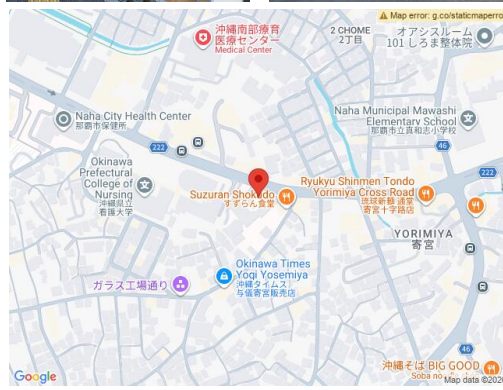 Map error: g.co/staticmaperro
沖縄南部療育
医療センター
Medical Center
2 CHOME
2丁目
オアシスルーム
101 しろま整体院
Naha City Health Center
那覇市保健所
Naha Municipal Mawashi
Elementary School
那覇市立真和志小学校
222
46
Okinawa
Prefectural
College of
Nursing
沖縄県立
看護大学
Suzuran Shokudo
すずらん食堂
Ryukyu Shinmen Tondo
Yorimiya Cross Road
琉球新麺 通堂
寄宮十字路店
222
YORIMIYA
寄宮
Okinawa Times
Yogi Yosemiya
沖縄タイムス
与儀寄宮販売店
ガラス工場通り
46
沖縄そば BIG GOOD
Soba no
Google
Map data ©202